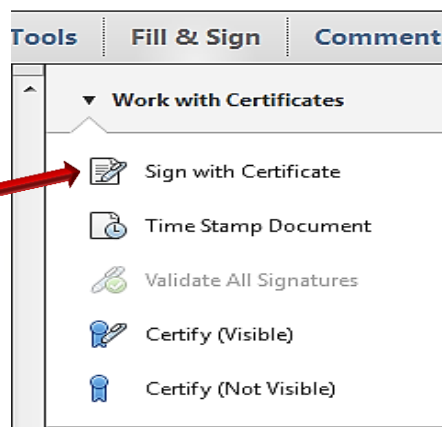 Tools Fill & Sign Comment
Work with Certificates
Sign with Certificate
Time Stamp Document
Validate All Signatures
Certify (Visible)
Certify (Not Visible)